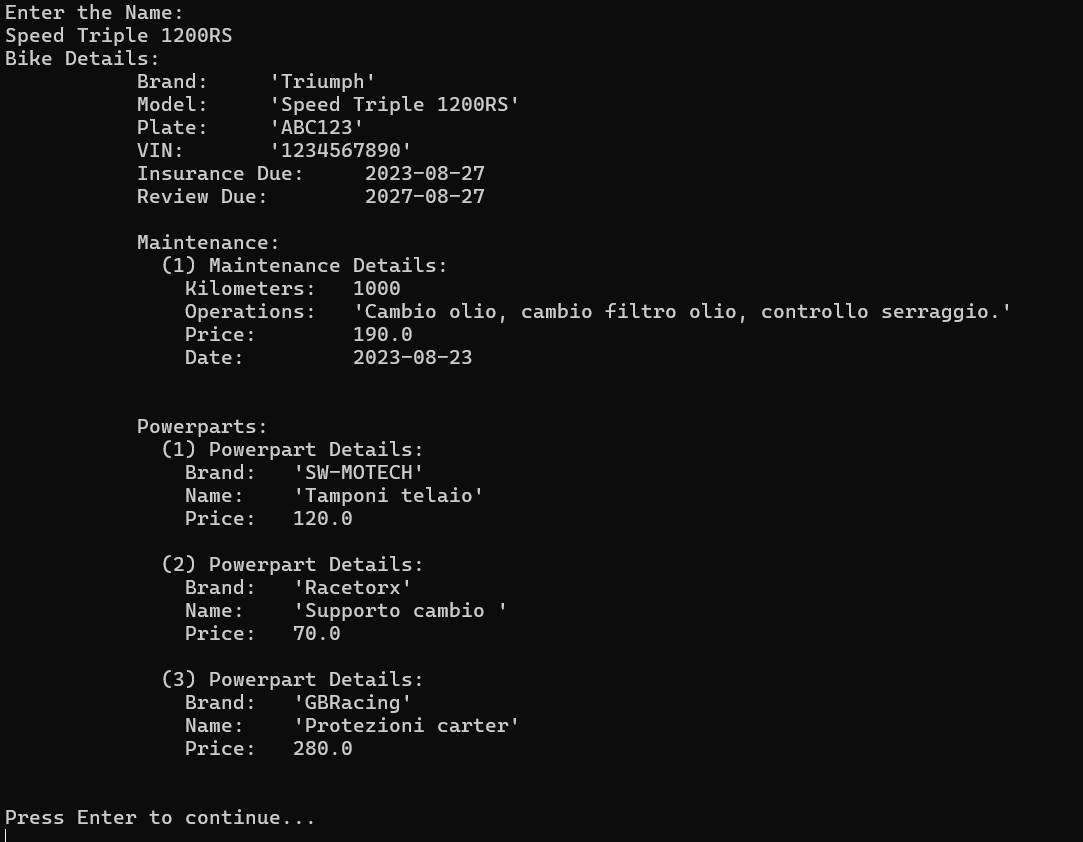 Enter the Name:
Speed Triple 1200RS
Bike Details:
Brand: 'Triumph'
Model: 'Speed Triple 1200RS'
Plate: 'ABC123'
VIN: '1234567890'
Insurance Due: 2023-08-27
Review Due: 2027-08-27
Maintenance:
(1) Maintenance Details:
Kilometers: 1000
Operations: 'Cambio olio, cambio filtro olio, controllo serraggio.'
Price: 190.0
Date: 2023-08-23
Powerparts:
(1) Powerpart Details:
Brand: 'SW-MOTECH'
Name: 'Tamponi telaio'
Price: 120.0
(2) Powerpart Details:
Brand: 'Racetorx'
Name: 'Supporto cambio '
Price: 70.0
(3) Powerpart Details:
Brand: 'GBRacing'
Name: 'Protezioni carter'
Price: 280.0
Press Enter to continue...